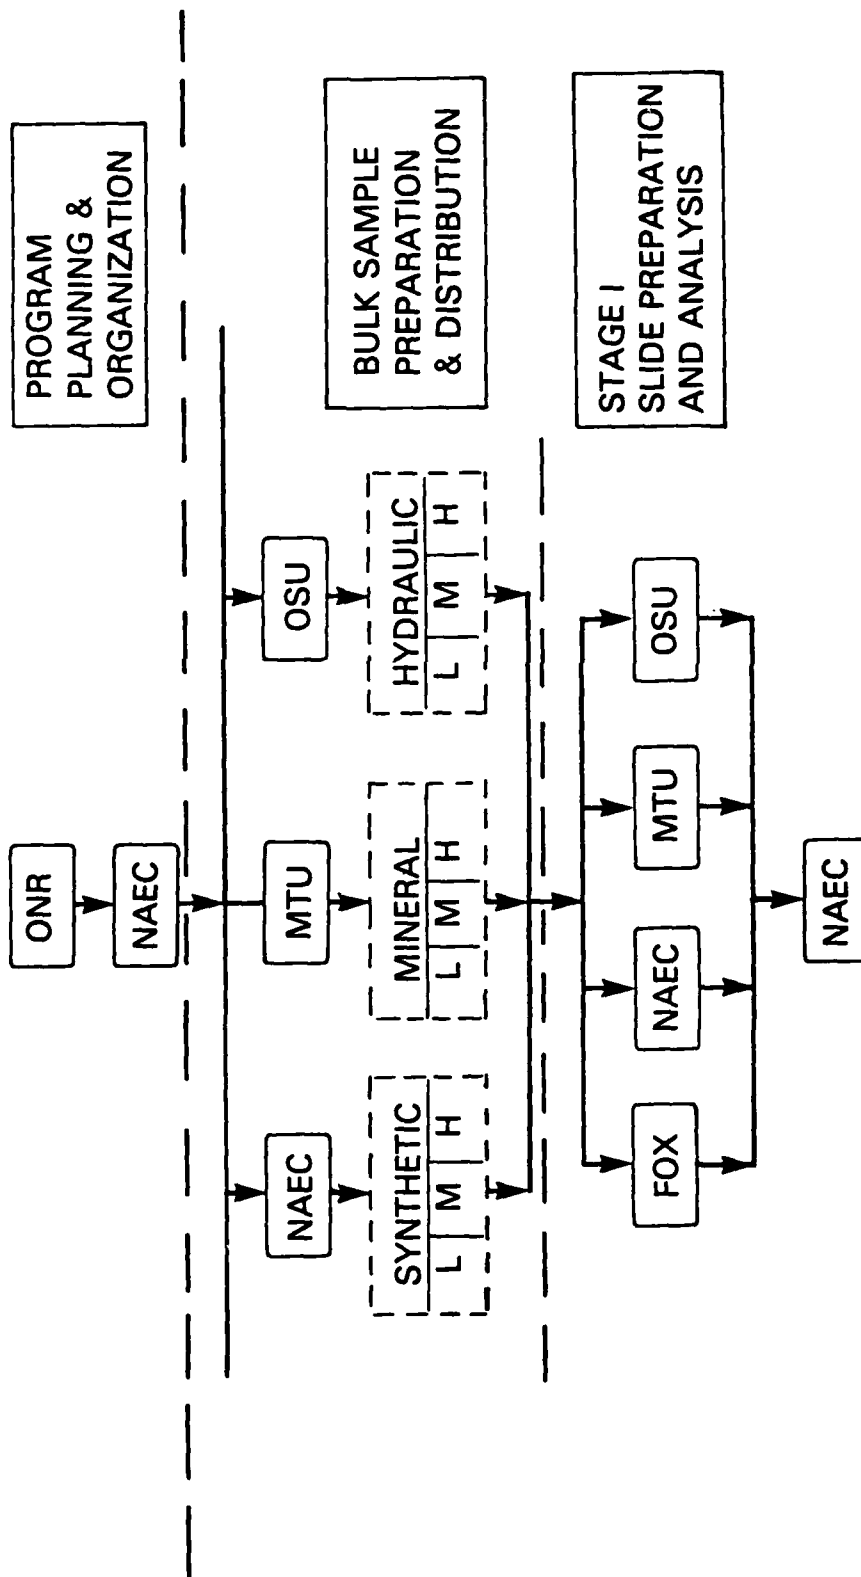 ONR
NAEC
PROGRAM
PLANNING &
ORGANIZATION
NAEC
MTU
OSU
SYNTHETIC
L M H
MINERAL
L M H
HYDRAULIC
L M H
BULK SAMPLE
PREPARATION
& DISTRIBUTION
FOX
NAEC
MTU
OSU
STAGE I
SLIDE PREPARATION
AND ANALYSIS
NAEC